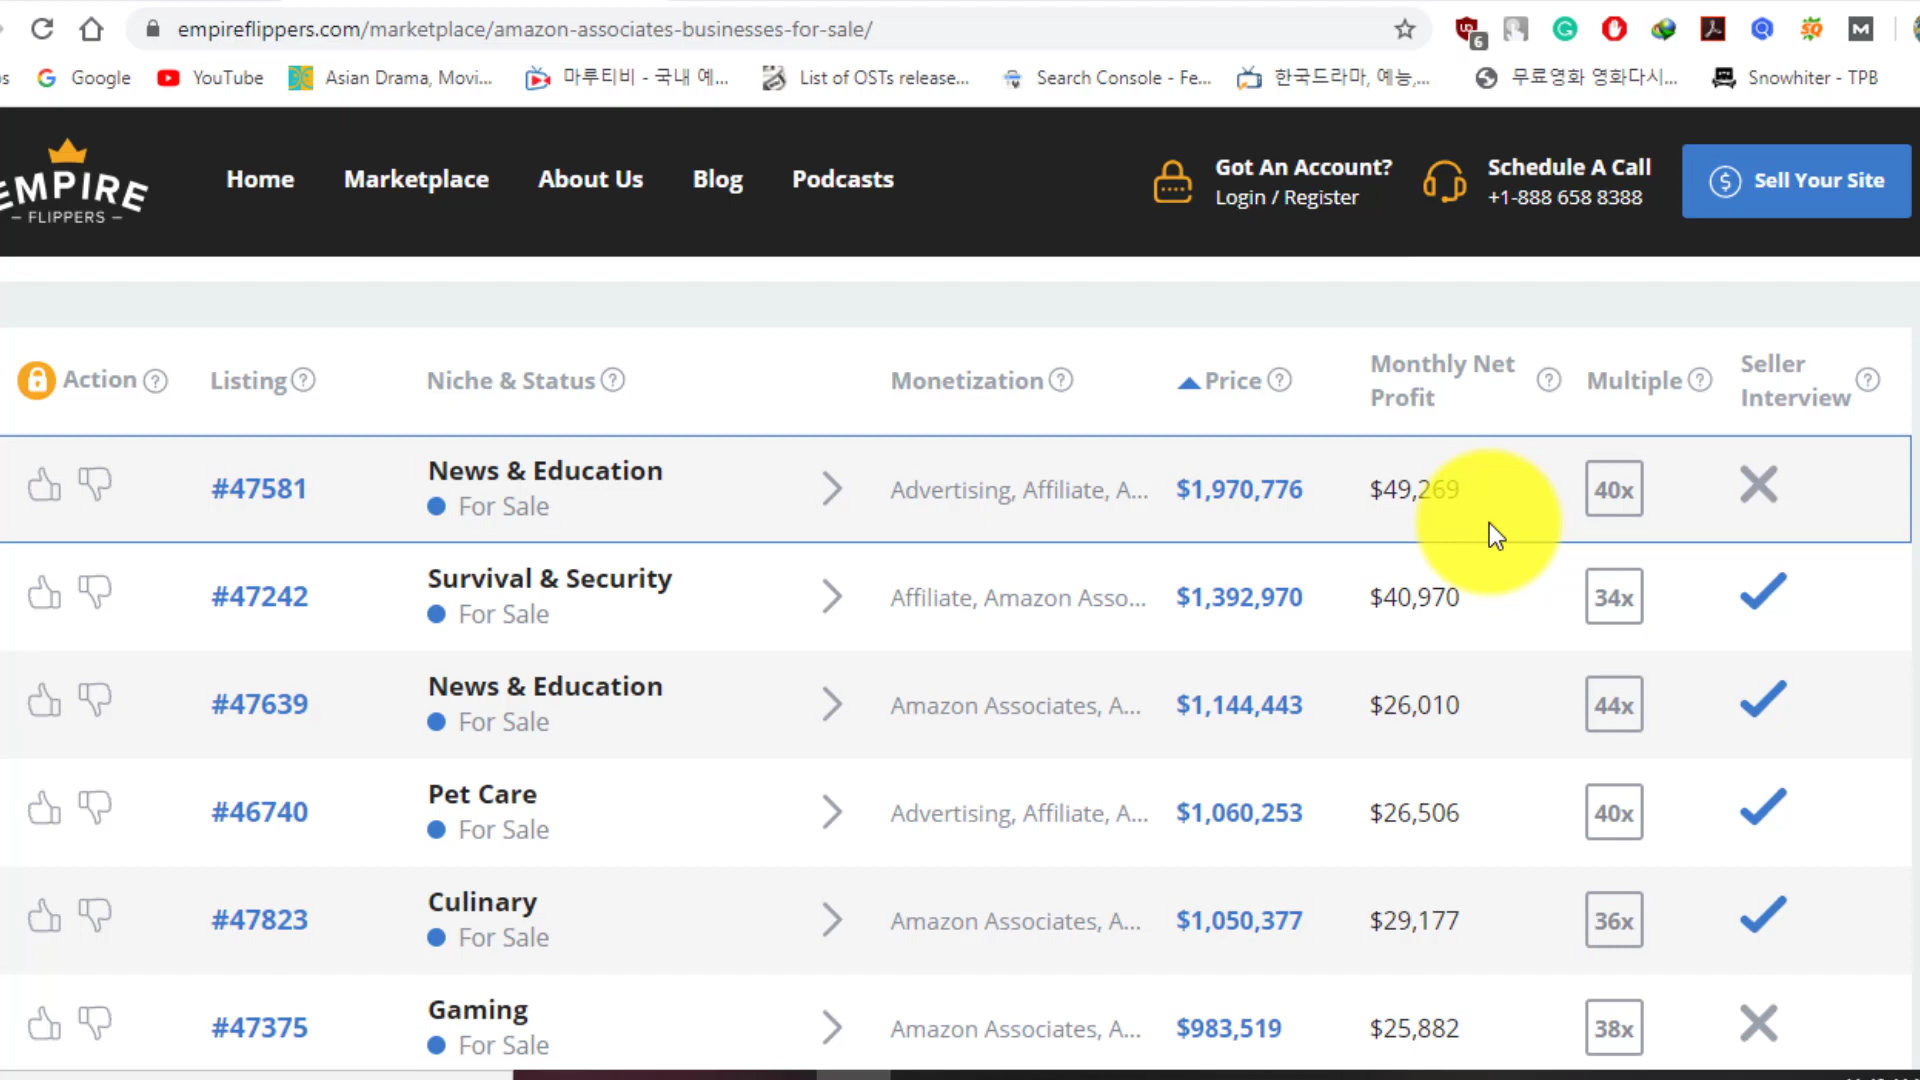 empireflippers.com/marketplace/amazon-associates-businesses-for-sale/
6
Google YouTube Asian Drama, Movi... 마루티비 - 국내 예... List of OSTs release... Search Console - Fe... 한국드라마, 예능,... 무료영화 영화다시... Snowhiter - TPB
EMPIRE
– FLIPPERS –
Home Marketplace About Us Blog Podcasts
Got An Account?
Login / Register
Schedule A Call
+1-888 658 8388
Sell Your Site
Action Listing Niche & Status Monetization Price Monthly Net Profit Multiple Seller Interview
#47581 News & Education Advertising, Affiliate, A... $1,970,776 $49,269 40x
For Sale
#47242 Survival & Security Affiliate, Amazon Asso... $1,392,970 $40,970 34x
For Sale
#47639 News & Education Amazon Associates, A... $1,144,443 $26,010 44x
For Sale
#46740 Pet Care Advertising, Affiliate, A... $1,060,253 $26,506 40x
For Sale
#47823 Culinary Amazon Associates, A... $1,050,377 $29,177 36x
For Sale
#47375 Gaming Amazon Associates, A... $983,519 $25,882 38x
For Sale